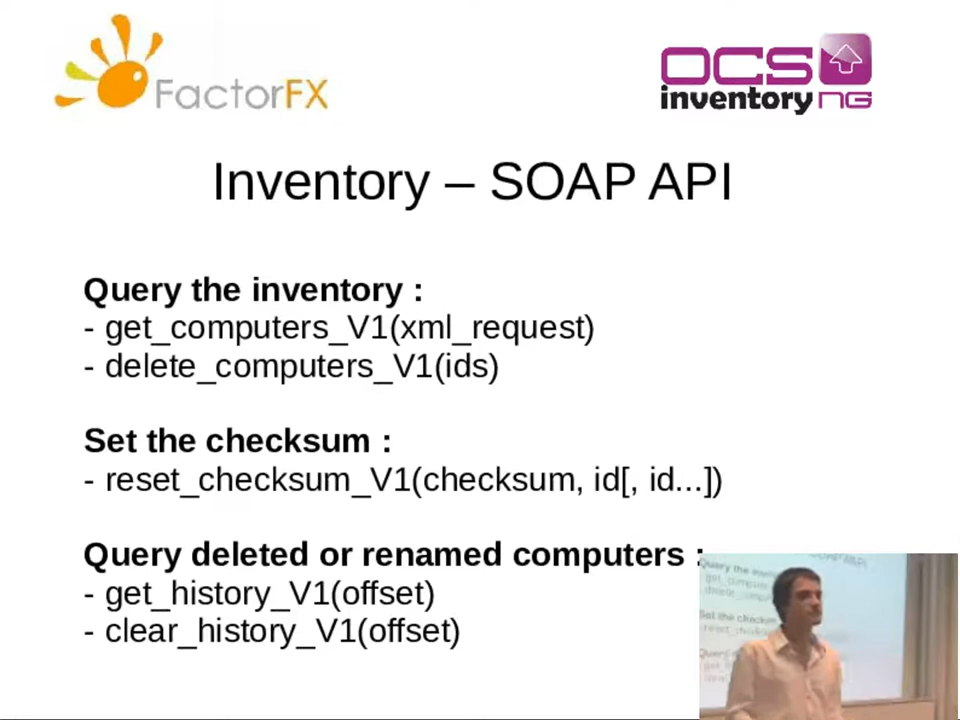 FactorFX
OCS
inventory NG
Inventory – SOAP API
Query the inventory :
- get_computers_V1(xml_request)
- delete_computers_V1(ids)
Set the checksum :
- reset_checksum_V1(checksum, id[, id...])
Query deleted or renamed computers :
- get_history_V1(offset)
- clear_history_V1(offset)